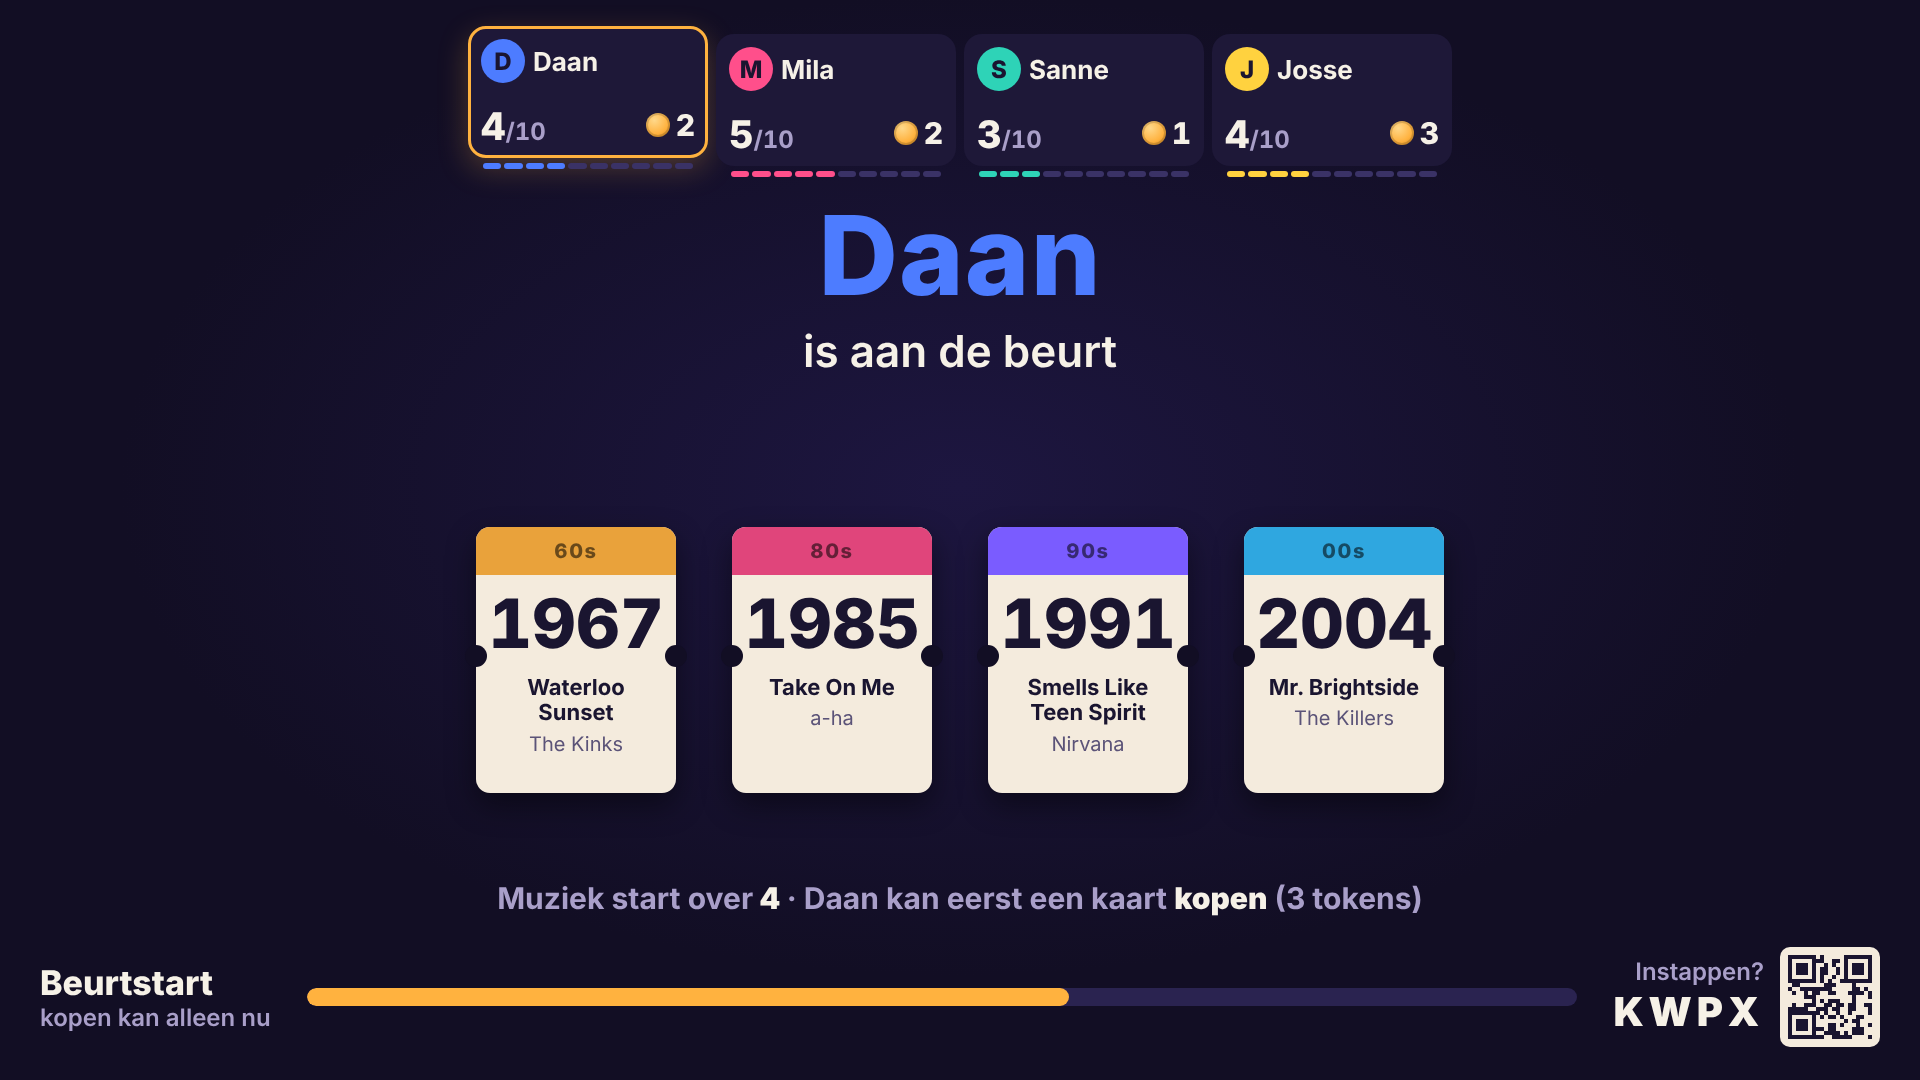 D Daan
4/10 2
M Mila
5/10 2
S Sanne
3/10 1
J Josse
4/10 3
Daan
is aan de beurt
60s
1967
Waterloo
Sunset
The Kinks
80s
1985
Take On Me
a-ha
90s
1991
Smells Like
Teen Spirit
Nirvana
00s
2004
Mr. Brightside
The Killers
Muziek start over 4 · Daan kan eerst een kaart kopen (3 tokens)
Beurtstart
kopen kan alleen nu
Instappen?
KWPX